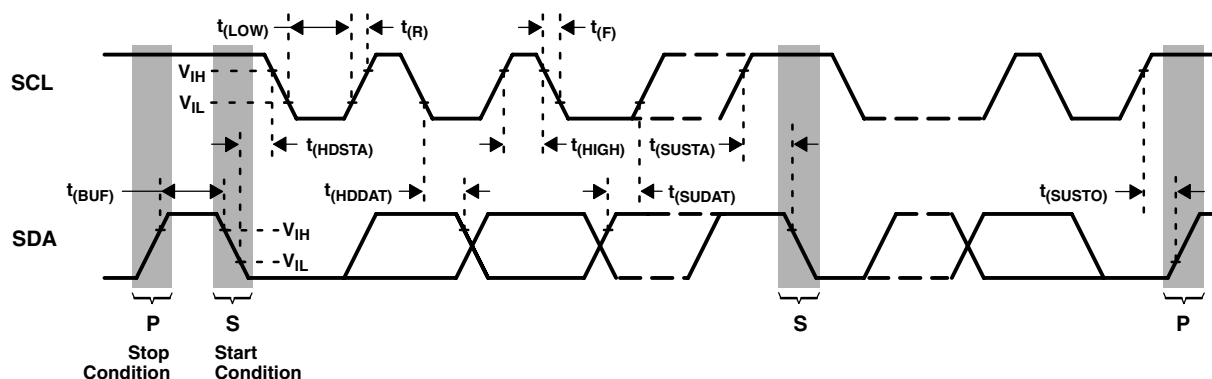 t(LOW) t(R) t(F)
SCL
VIH
VIL
t(HDSTA) t(HIGH) t(SUSTA)
t(BUF) t(HDDAT) t(SUDAT) t(SUSTO)
SDA
VIH
VIL
P S S P
Stop Condition
Start Condition